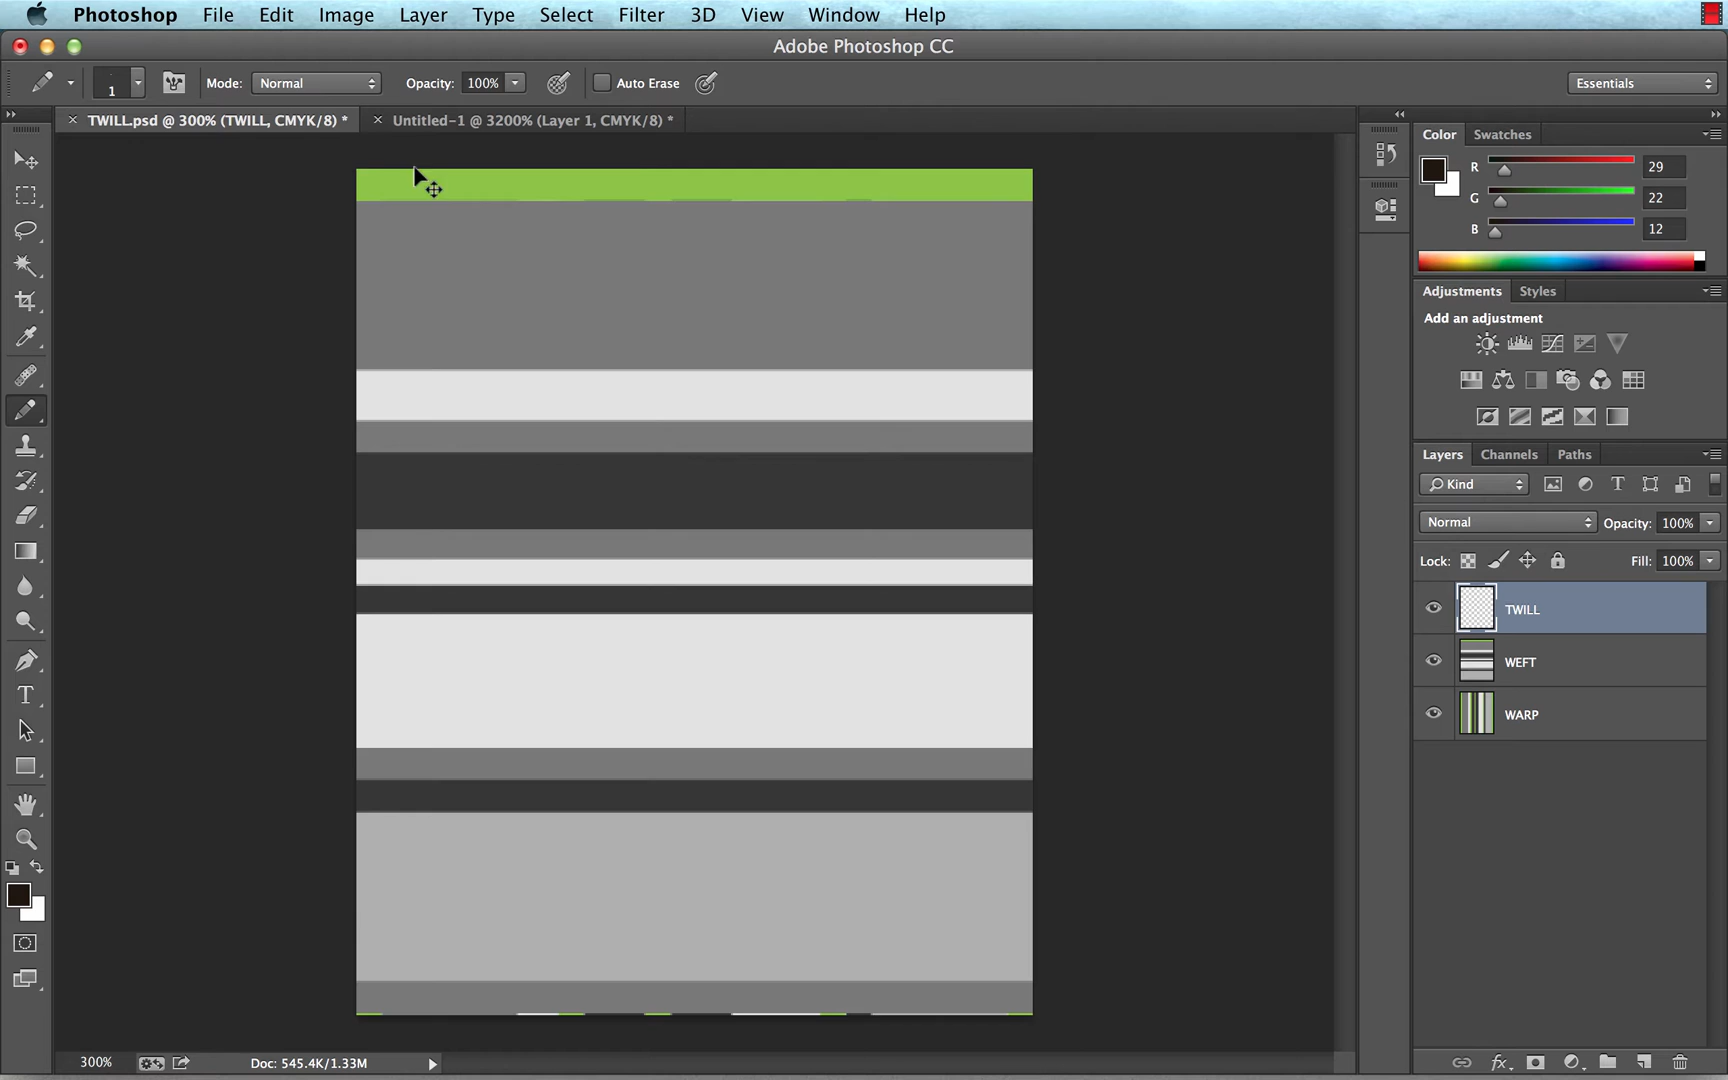 Photoshop File Edit Image Layer Type Select Filter 3D View Window Help
Adobe Photoshop CC
1 Mode: Normal Opacity: 100% Auto Erase Essentials
TWILL.psd @ 300% (TWILL, CMYK/8) * Untitled-1 @ 3200% (Layer 1, CMYK/8) *
Color Swatches
R 29
G 22
B 12
Adjustments Styles
Add an adjustment
Layers Channels Paths
Kind
Normal Opacity: 100%
Lock: Fill: 100%
TWILL
WEFT
WARP
300% Doc: 545.4K/1.33M